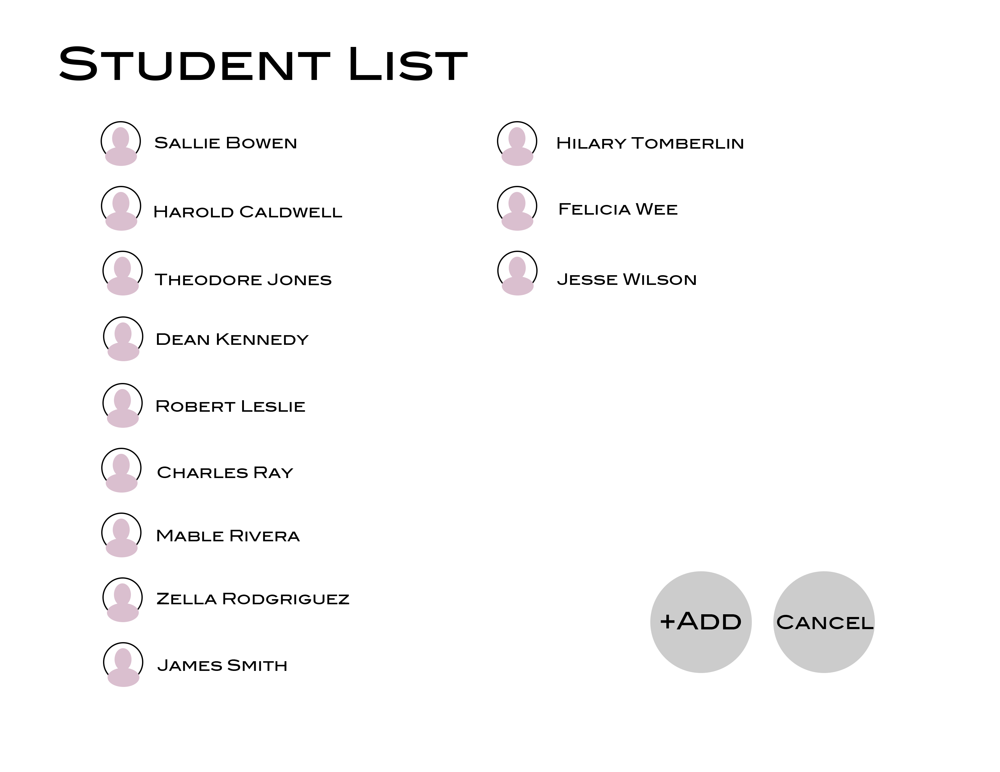 Student List
Sallie Bowen
Harold Caldwell
Theodore Jones
Dean Kennedy
Robert Leslie
Charles Ray
Mable Rivera
Zella Rodgriguez
James Smith
Hilary Tomberlin
Felicia Wee
Jesse Wilson
+Add
Cancel